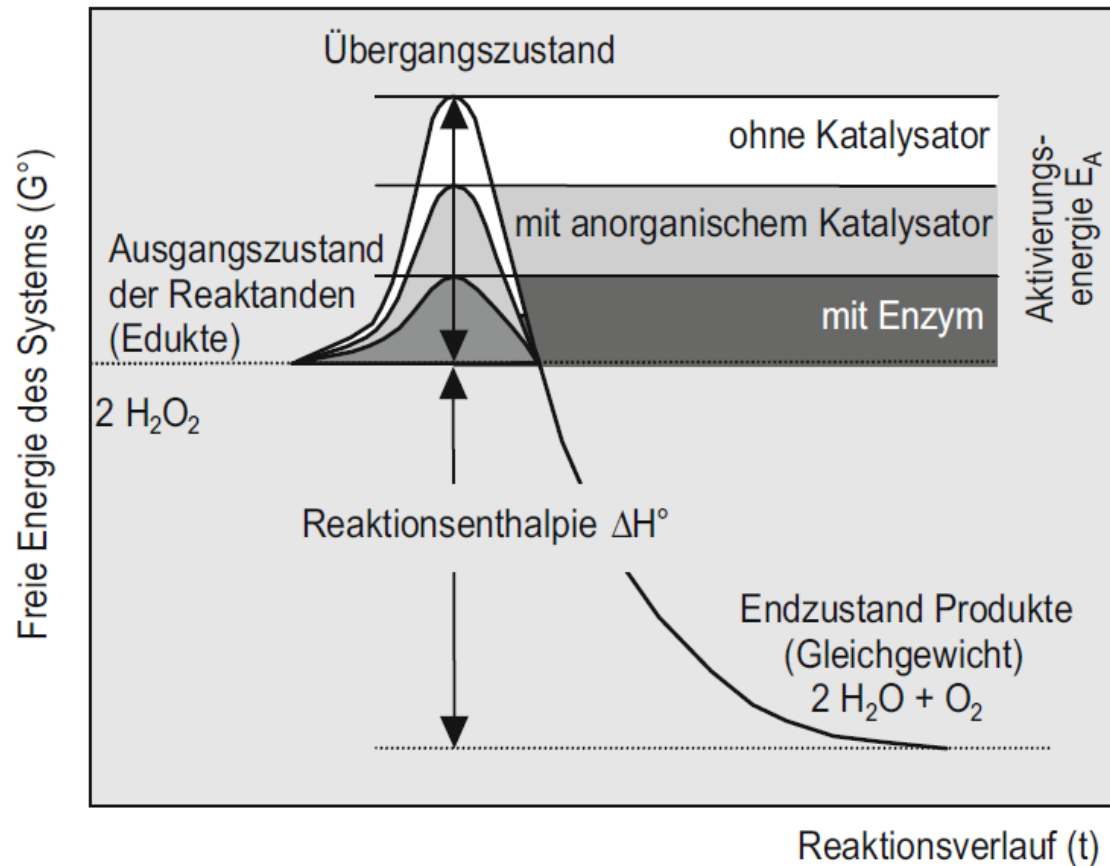 Übergangszustand
ohne Katalysator
mit anorganischem Katalysator
mit Enzym
Aktivierungs-
energie E_A
Ausgangszustand
der Reaktanden
(Edukte)
2 H₂O₂
Freie Energie des Systems (G°)
Reaktionsenthalpie ΔH°
Endzustand Produkte
(Gleichgewicht)
2 H₂O + O₂
Reaktionsverlauf (t)